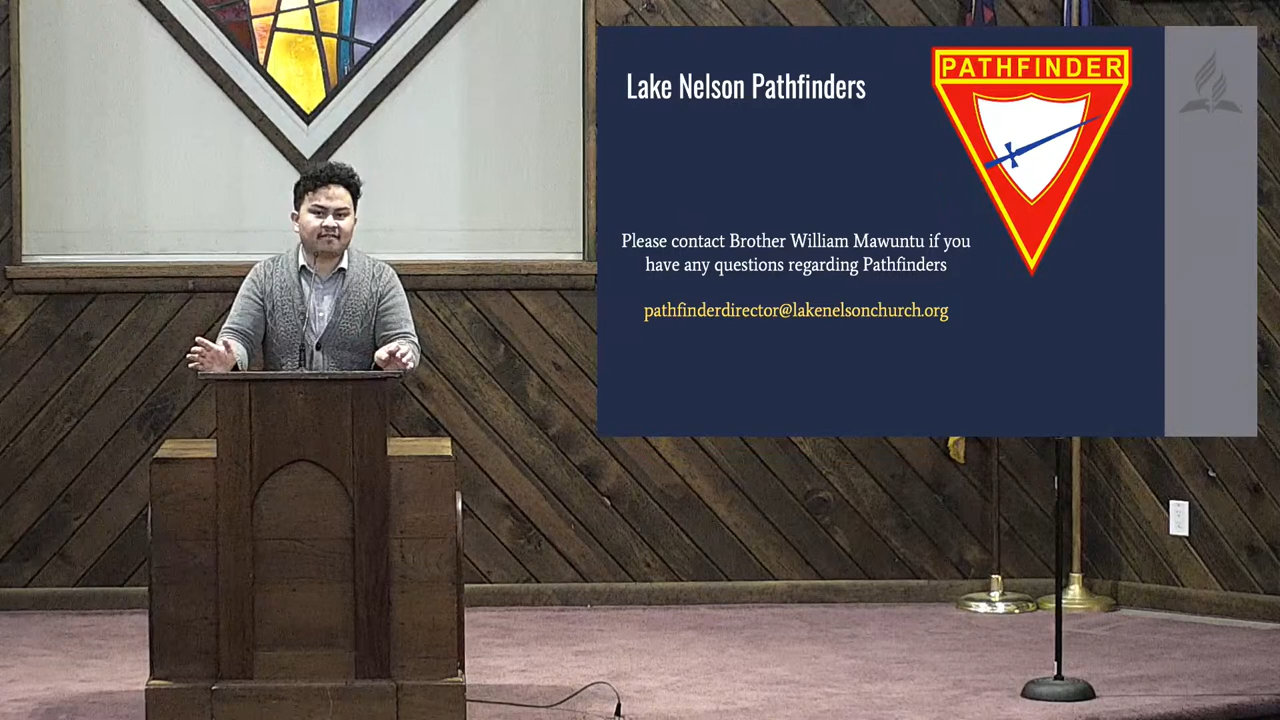 Lake Nelson Pathfinders
PATHFINDER
Please contact Brother William Mawuntu if you
have any questions regarding Pathfinders
pathfinderdirector@lakenelsonchurch.org